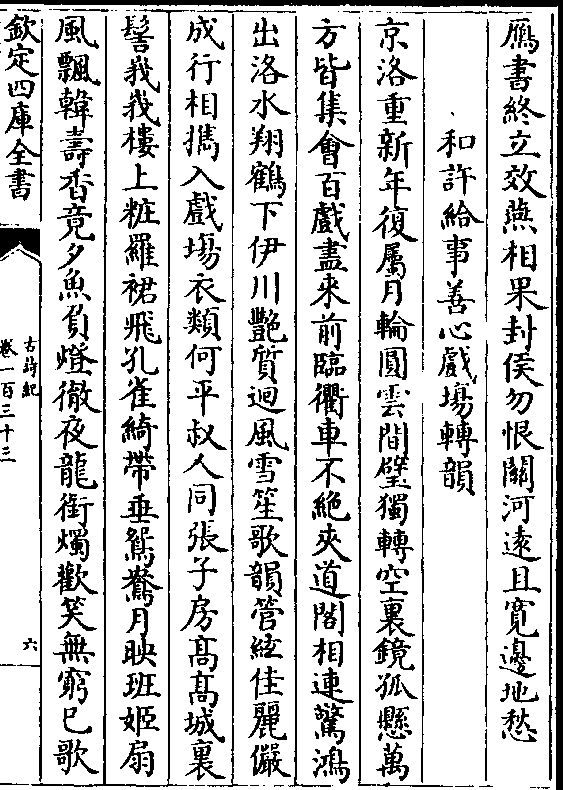 鴈書終立效燕相果封侯勿恨關河遠且寬邊地愁
和許給事善心戲塲轉韻
京洛重新年復屬月輪圓雲間璧獨轉空裏鏡孤懸萬
方皆集會百戲盡來前臨衢車不絶夾道閣相連驚鴻
出洛水翔鶴下伊川艷質迴風雪笙歌韻管絃佳麗儼
成行相攜入戲塲衣類何平叔人同張子房髙髙城裏
髻峩峩樓上粧羅裙飛孔雀綺帶垂鴛鴦月映班姬扇
風飄韓壽香竟夕魚負燈徹夜龍銜燭歡笑無窮已歌
欽定四庫全書
古詩紀
卷一百三十三
六